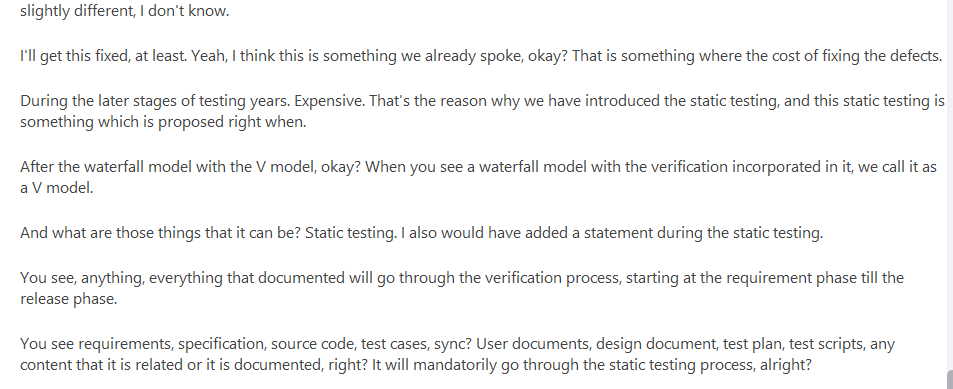 slightly different, I don't know.
I'll get this fixed, at least. Yeah, I think this is something we already spoke, okay? That is something where the cost of fixing the defects.
During the later stages of testing years. Expensive. That's the reason why we have introduced the static testing, and this static testing is
something which is proposed right when.
After the waterfall model with the V model, okay? When you see a waterfall model with the verification incorporated in it, we call it as
a V model.
And what are those things that it can be? Static testing. I also would have added a statement during the static testing.
You see, anything, everything that documented will go through the verification process, starting at the requirement phase till the
release phase.
You see requirements, specification, source code, test cases, sync? User documents, design document, test plan, test scripts, any
content that it is related or it is documented, right? It will mandatorily go through the static testing process, alright?